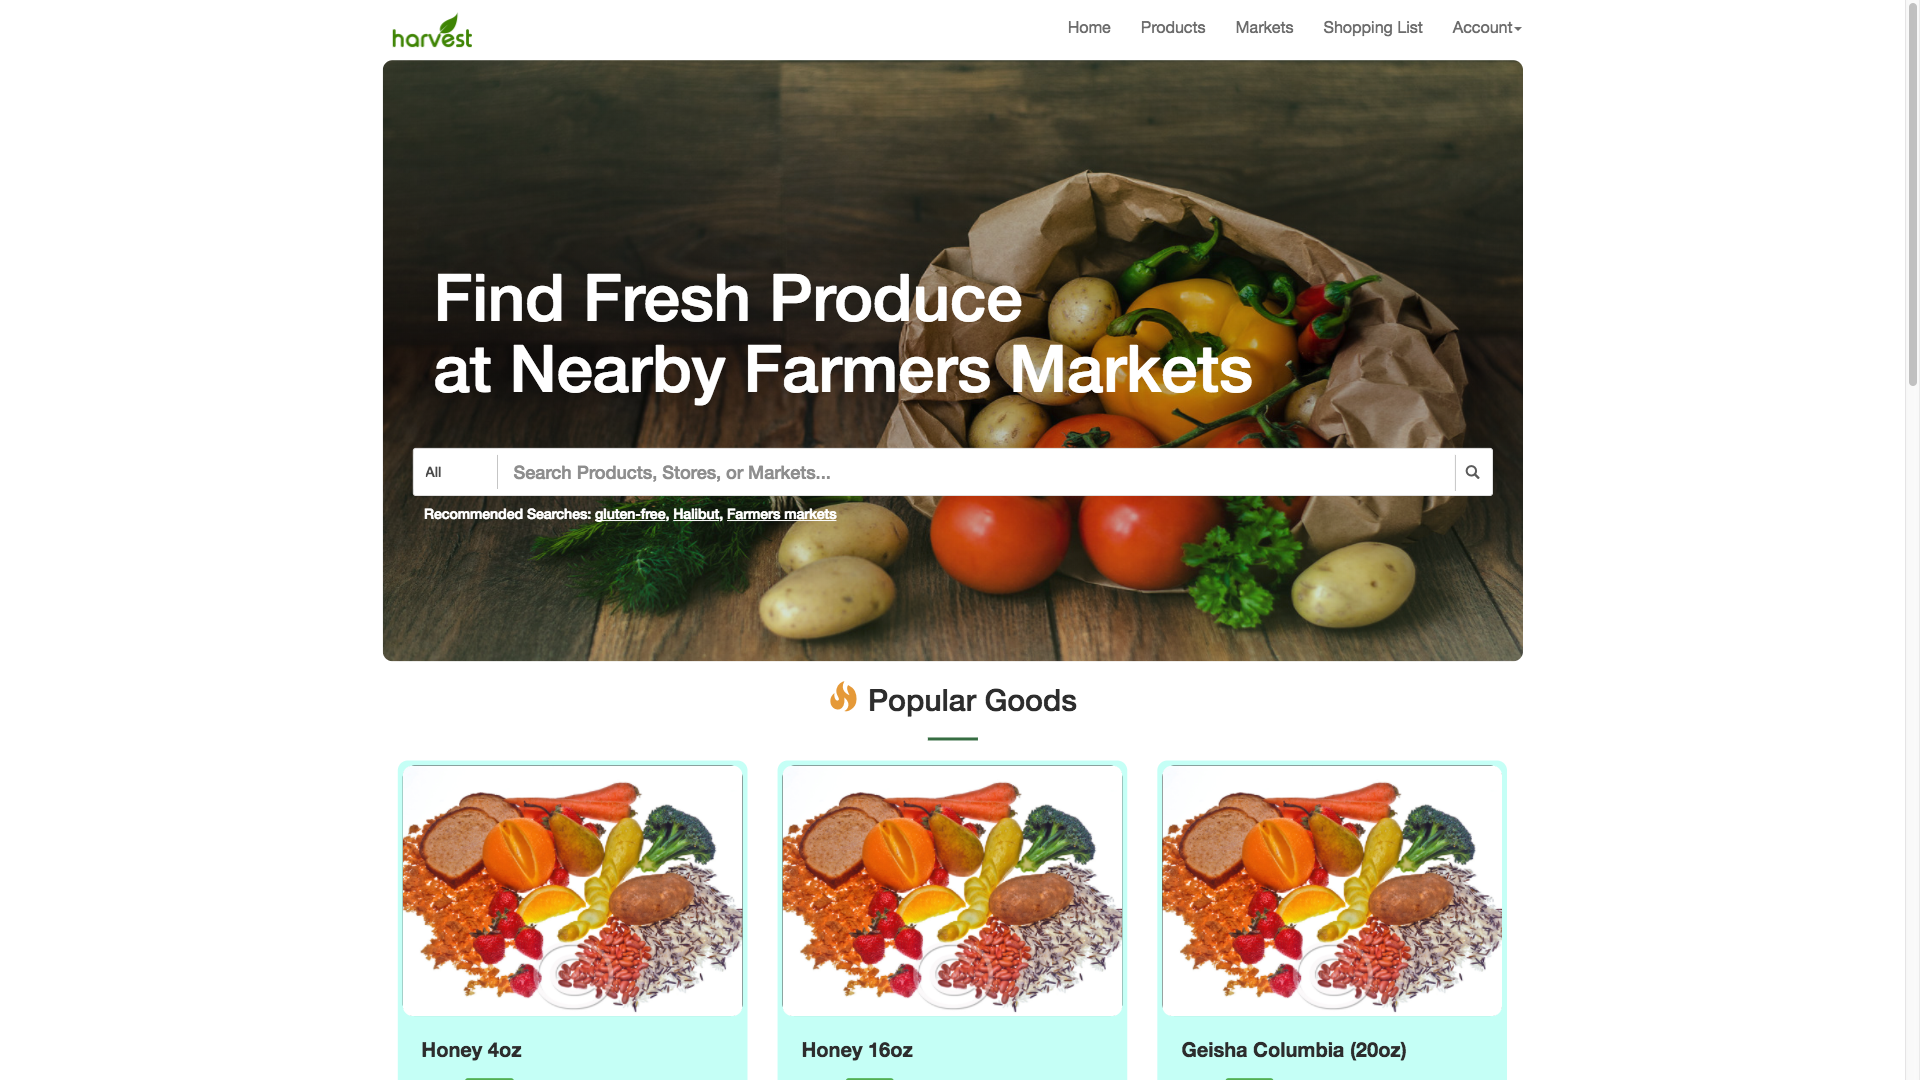 harvest
Home Products Markets Shopping List Account
Find Fresh Produce
at Nearby Farmers Markets
All Search Products, Stores, or Markets...
Recommended Searches: gluten-free, Halibut, Farmers markets
Popular Goods
Honey 4oz Honey 16oz Geisha Columbia (20oz)